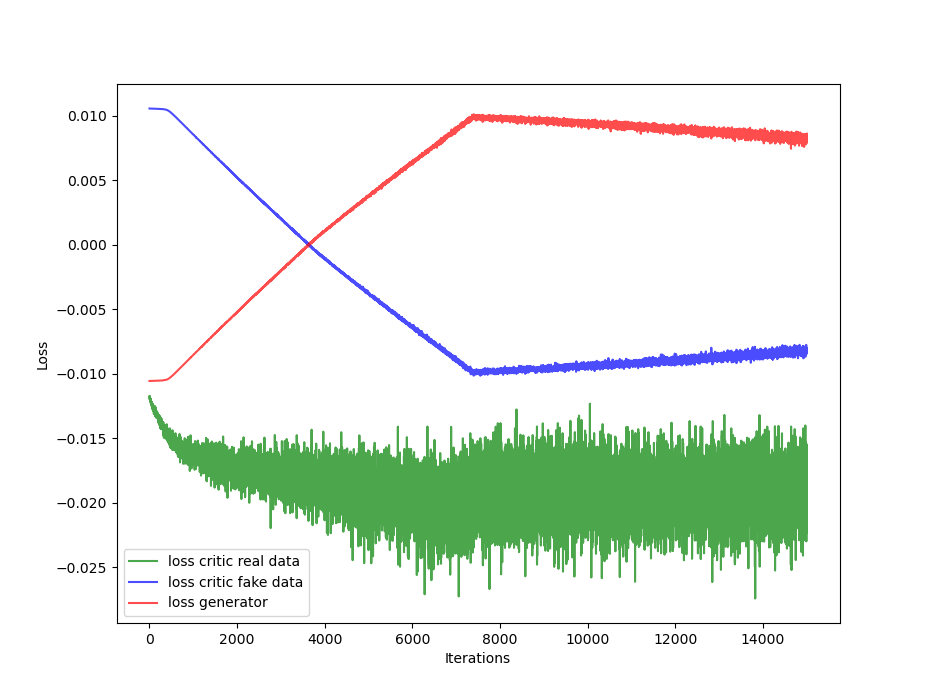 0.010
0.005
0.000
−0.005
−0.010
−0.015
−0.020
−0.025
Loss
loss critic real data
loss critic fake data
loss generator
0 2000 4000 6000 8000 10000 12000 14000
Iterations